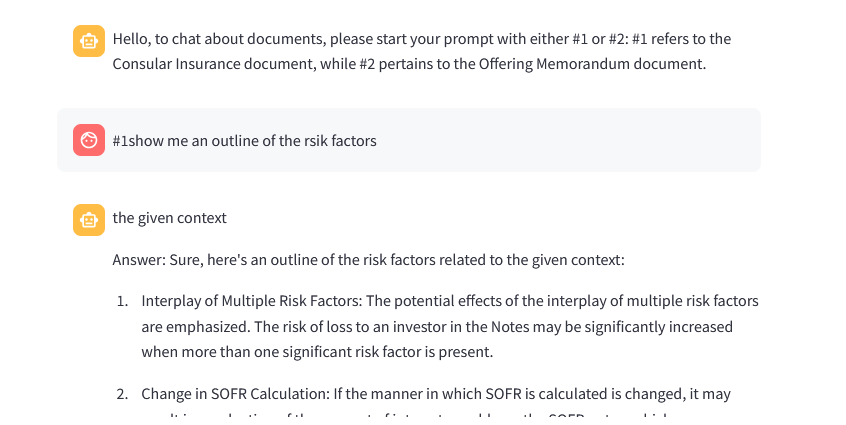 Hello, to chat about documents, please start your prompt with either #1 or #2: #1 refers to the
Consular Insurance document, while #2 pertains to the Offering Memorandum document.
#1show me an outline of the rsik factors
the given context
Answer: Sure, here's an outline of the risk factors related to the given context:
1. Interplay of Multiple Risk Factors: The potential effects of the interplay of multiple risk factors
are emphasized. The risk of loss to an investor in the Notes may be significantly increased
when more than one significant risk factor is present.
2. Change in SOFR Calculation: If the manner in which SOFR is calculated is changed, it may